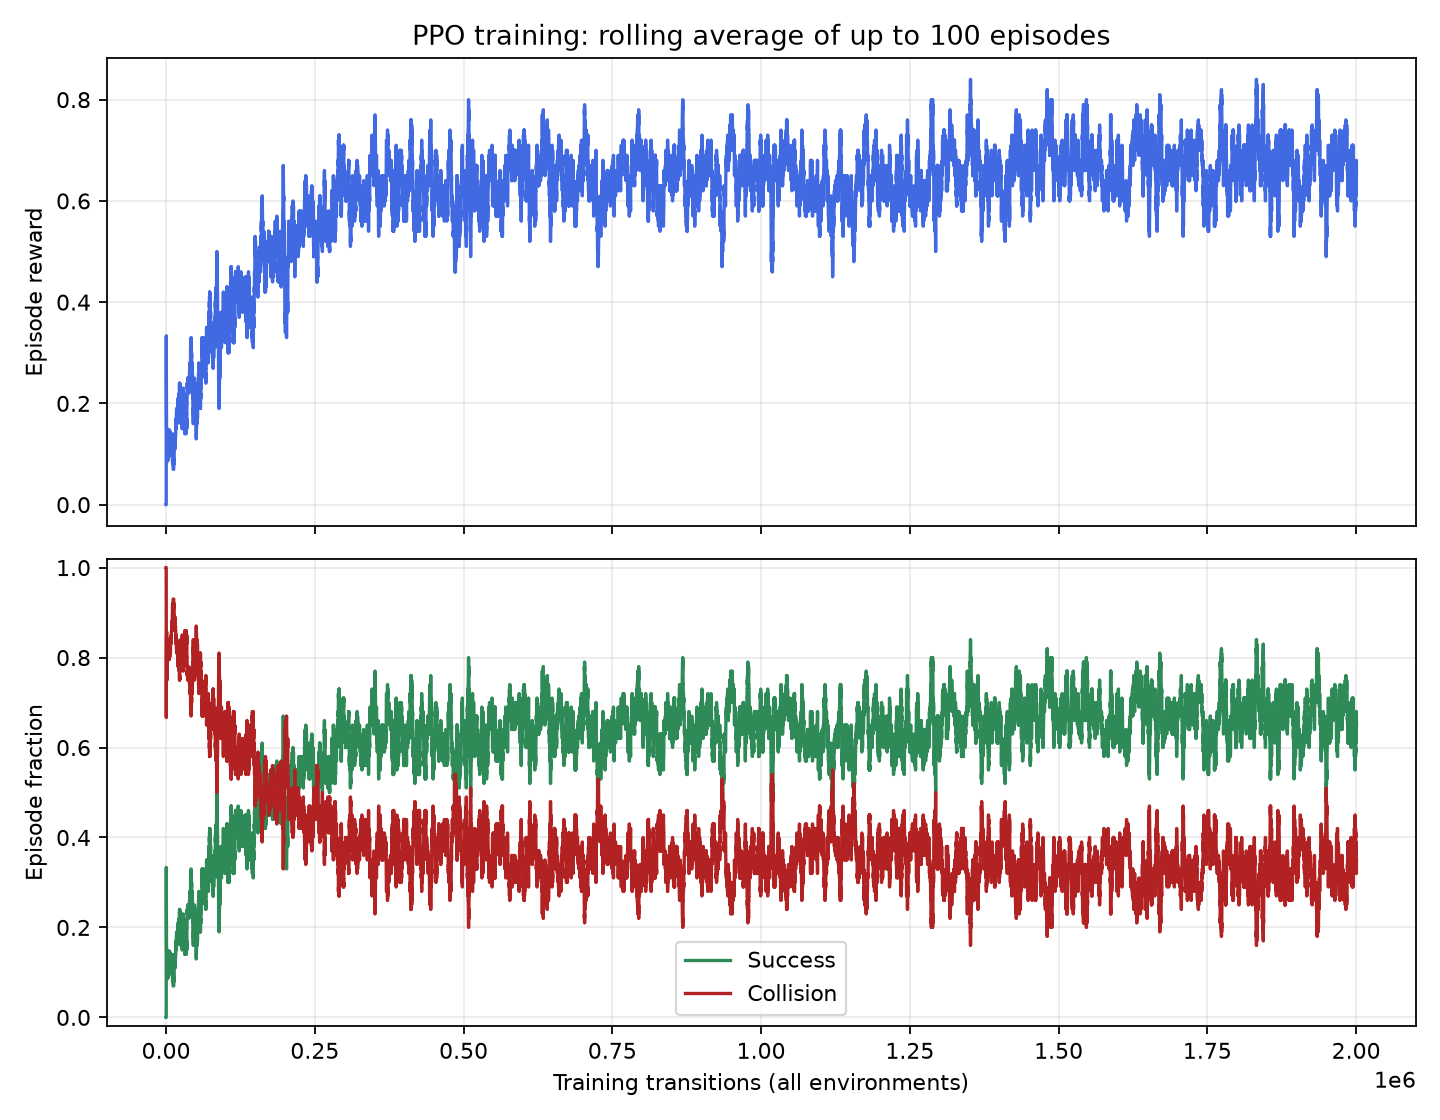 PPO training: rolling average of up to 100 episodes
0.8
0.6
0.4
0.2
0.0
Episode reward
1.0
0.8
0.6
0.4
0.2
0.0
Episode fraction
Success
Collision
0.00 0.25 0.50 0.75 1.00 1.25 1.50 1.75 2.00
Training transitions (all environments)
1e6